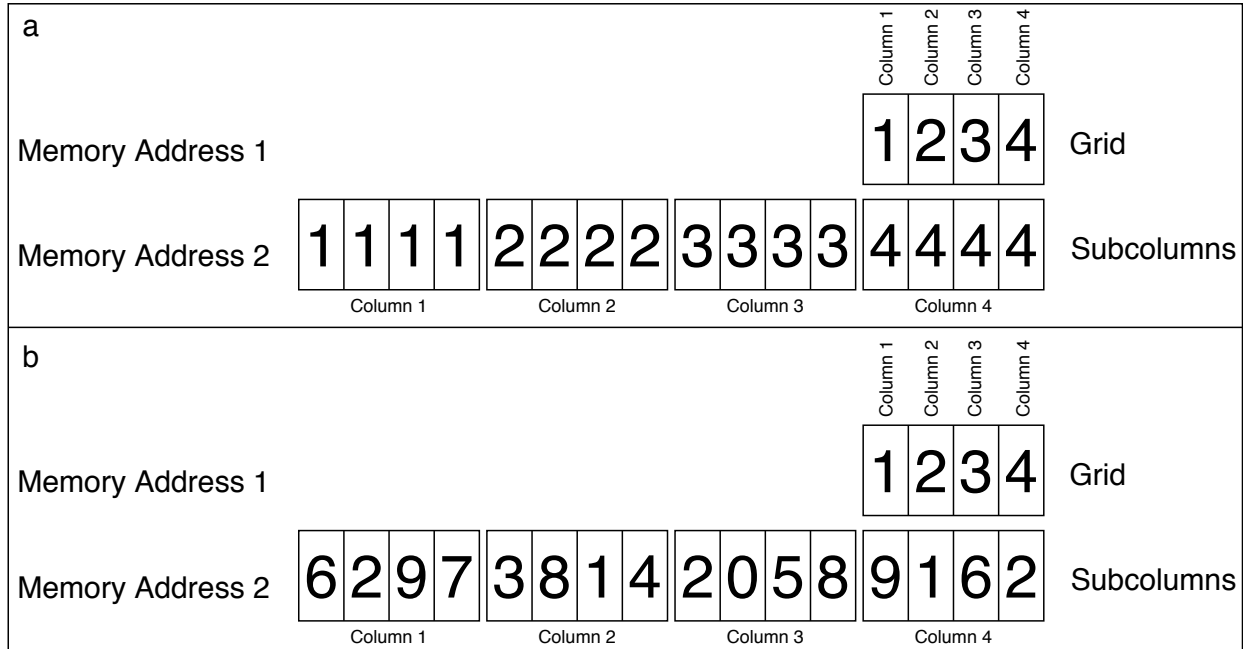 a
Column 1 Column 2 Column 3 Column 4
Memory Address 1 1 2 3 4 Grid
Memory Address 2 1 1 1 1 2 2 2 2 3 3 3 3 4 4 4 4 Subcolumns
Column 1 Column 2 Column 3 Column 4
b
Column 1 Column 2 Column 3 Column 4
Memory Address 1 1 2 3 4 Grid
Memory Address 2 6 2 9 7 3 8 1 4 2 0 5 8 9 1 6 2 Subcolumns
Column 1 Column 2 Column 3 Column 4